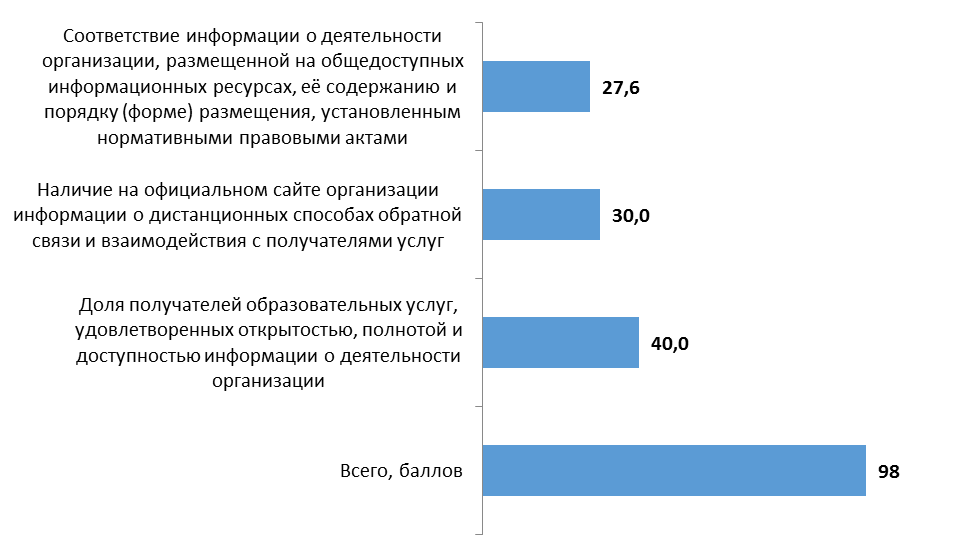 Соответствие информации о деятельности
организации, размещенной на общедоступных
информационных ресурсах, её содержанию и
порядку (форме) размещения, установленным
нормативными правовыми актами
27,6
Наличие на официальном сайте организации
информации о дистанционных способах обратной
связи и взаимодействия с получателями услуг
30,0
Доля получателей образовательных услуг,
удовлетворенных открытостью, полнотой и
доступностью информации о деятельности
организации
40,0
Всего, баллов
98